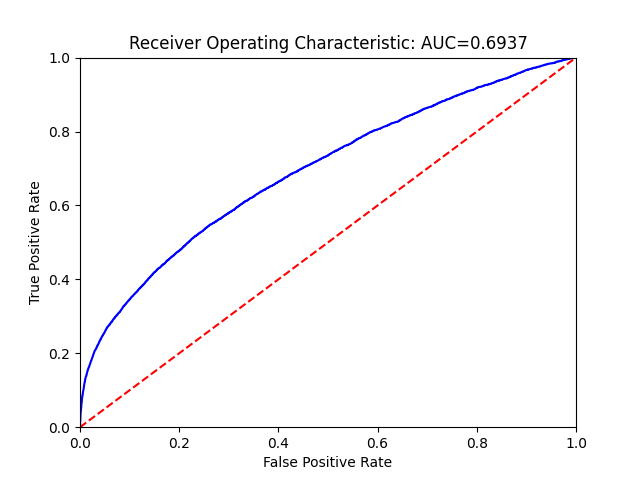 Receiver Operating Characteristic: AUC=0.6937
1.0
0.8
0.6
0.4
0.2
0.0
True Positive Rate
0.0 0.2 0.4 0.6 0.8 1.0
False Positive Rate